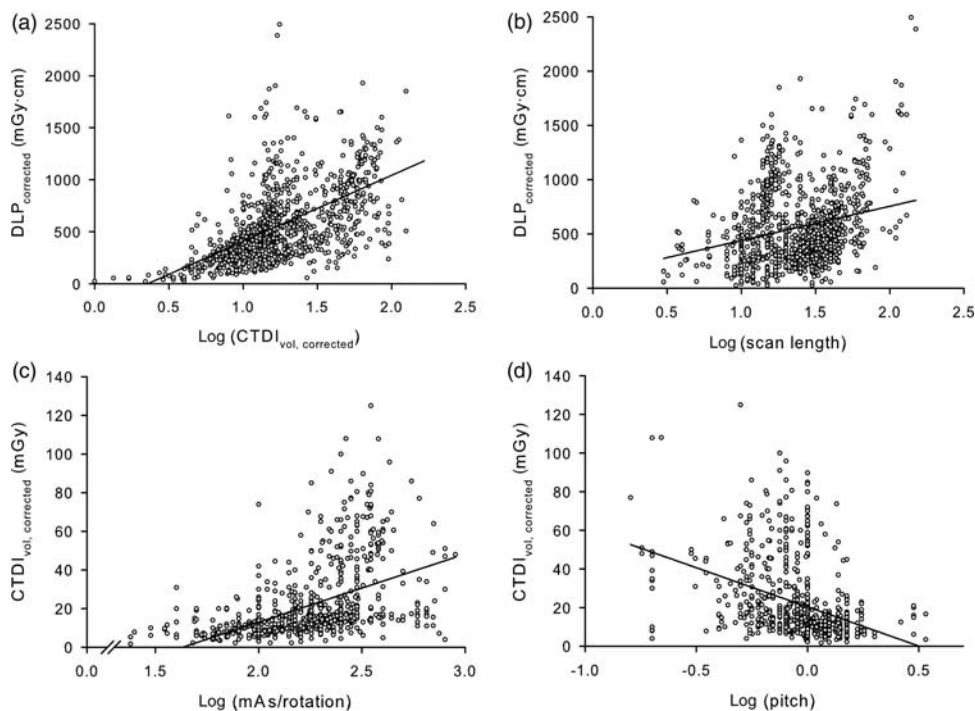 (a)
2500
2000
1500
1000
500
0
DLPcorrected (mGy·cm)
0.0 0.5 1.0 1.5 2.0 2.5
Log (CTDIvol, corrected)
(b)
2500
2000
1500
1000
500
0
DLPcorrected (mGy·cm)
0.0 0.5 1.0 1.5 2.0 2.5
Log (scan length)
(c)
140
120
100
80
60
40
20
0
CTDIvol, corrected (mGy)
0.0 1.5 2.0 2.5 3.0
Log (mAs/rotation)
(d)
140
120
100
80
60
40
20
0
CTDIvol, corrected (mGy)
-1.0 -0.5 0.0 0.5 1.0
Log (pitch)